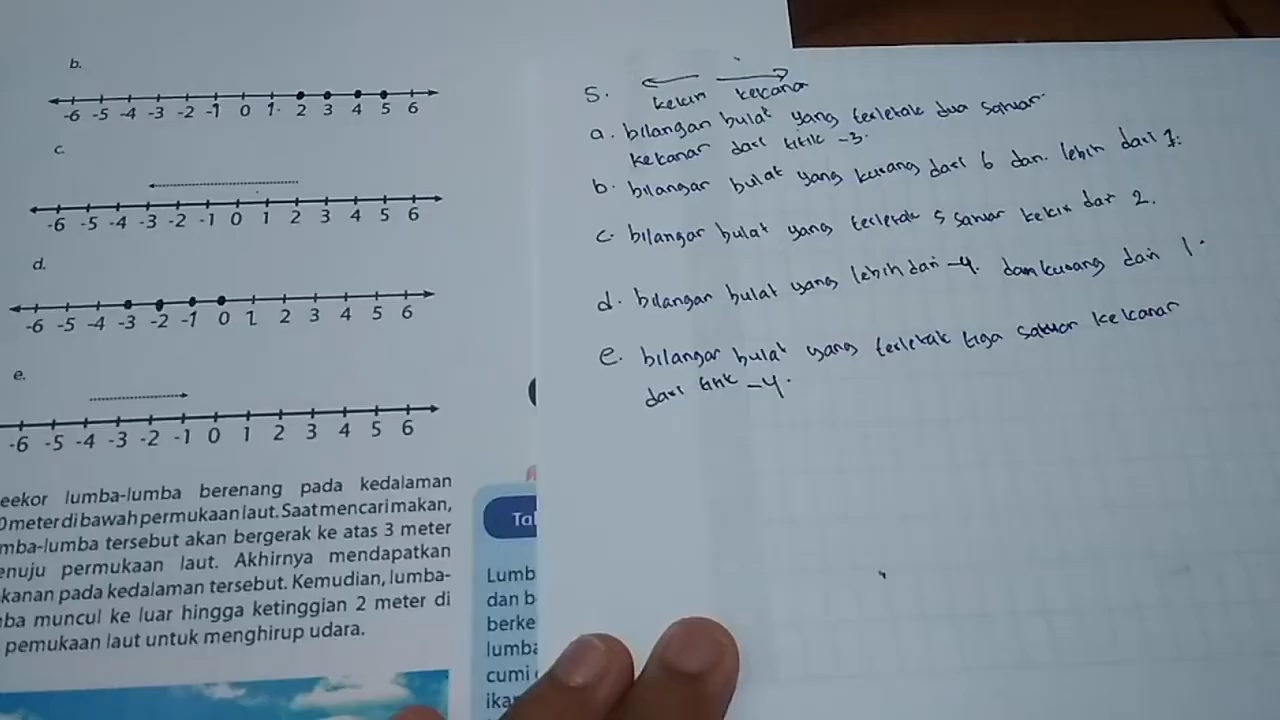 b.
-6 -5 -4 -3 -2 -1 0 1 2 3 4 5 6
c.
-6 -5 -4 -3 -2 -1 0 1 2 3 4 5 6
d.
-6 -5 -4 -3 -2 -1 0 1 2 3 4 5 6
e.
-6 -5 -4 -3 -2 -1 0 1 2 3 4 5 6
eekor lumba-lumba berenang pada kedalaman
0 meter di bawah permukaan laut. Saat mencari makan,
mba-lumba tersebut akan bergerak ke atas 3 meter
enuju permukaan laut. Akhirnya mendapatkan
kanan pada kedalaman tersebut. Kemudian, lumba-
ba muncul ke luar hingga ketinggian 2 meter di
pemukaan laut untuk menghirup udara.
Tal
Lumb
dan b
berke
lumba
cumi
ikan
5.
kekiri kekanan
a. bilangan bulat yang terletak dua satuan
kekanan dari titik -3.
b. bilangan bulat yang kurang dari 6 dan lebih dari 1.
c. bilangan bulat yang terletak 5 satuan kekiri dari 2.
d. bilangan bulat yang lebih dari -4. dan kurang dari 1.
e. bilangan bulat yang terletak tiga satuan kekanan
dari titik -4.